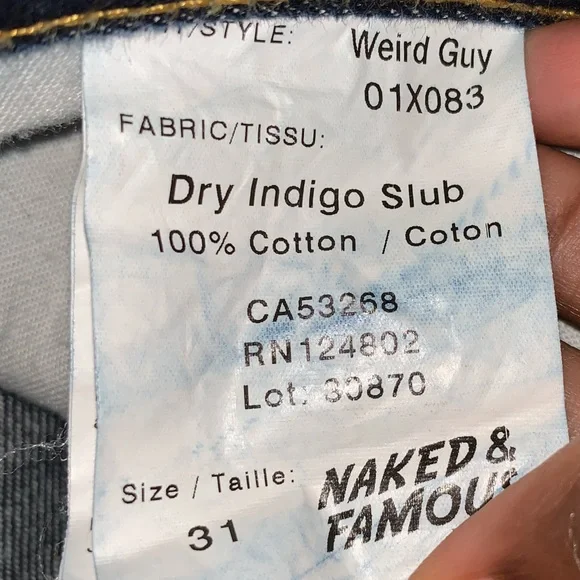 /STYLE: Weird Guy
01X083
FABRIC/TISSU:
Dry Indigo Slub
100% Cotton / Coton
CA53268
RN124802
Lot: 30870
Size / Taille:
31
NAKED &
FAMOUS